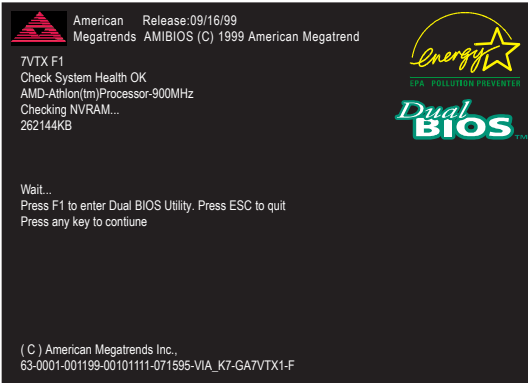 American Release:09/16/99
Megatrends AMIBIOS (C) 1999 American Megatrend
7VTX F1
Check System Health OK
AMD-Athlon(tm)Processor-900MHz
Checking NVRAM...
262144KB
energy
EPA POLLUTION PREVENTER
Dual
BIOS TM
Wait...
Press F1 to enter Dual BIOS Utility. Press ESC to quit
Press any key to contiune
( C ) American Megatrends Inc.,
63-0001-001199-00101111-071595-VIA_K7-GA7VTX1-F